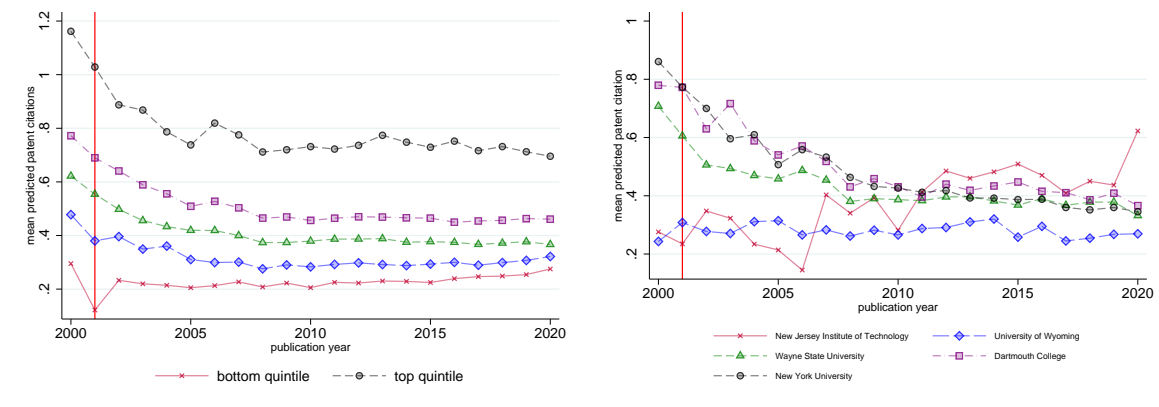 mean predicted patent citations
1.2
1
.8
.6
.4
.2
2000 2005 2010 2015 2020
publication year
bottom quintile top quintile
mean predicted patent citation
1
.8
.6
.4
.2
2000 2005 2010 2015 2020
publication year
New Jersey Institute of Technology University of Wyoming
Wayne State University Dartmouth College
New York University